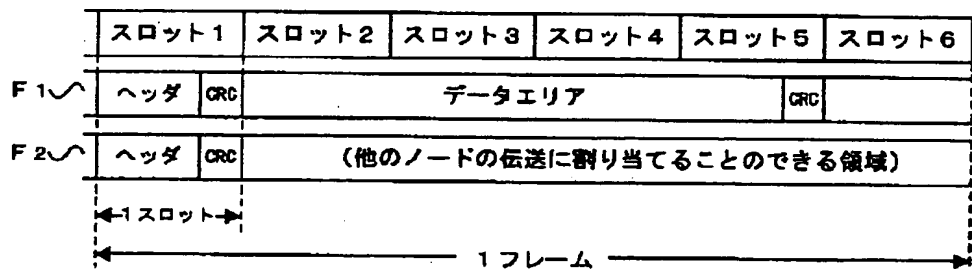 スロット1 スロット2 スロット3 スロット4 スロット5 スロット6
F1 ヘッダ CRC データエリア CRC
F2 ヘッダ CRC (他のノードの伝送に割り当てることのできる領域)
1スロット
1フレーム